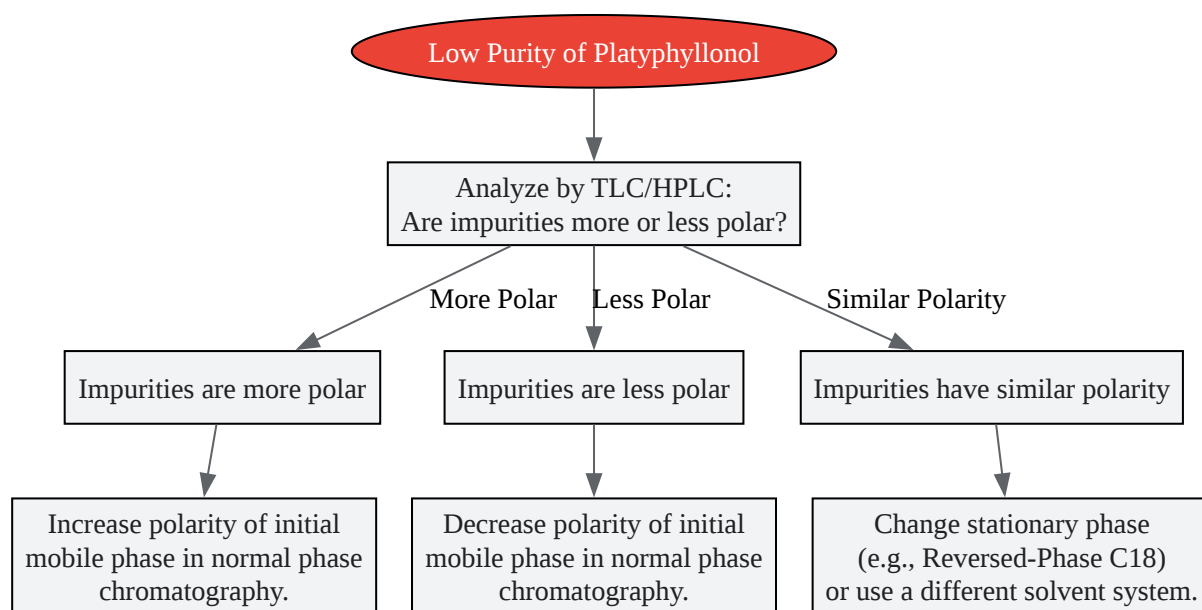 Low Purity of Platyphyllonol
Analyze by TLC/HPLC:
Are impurities more or less polar?
More Polar
Less Polar
Similar Polarity
Impurities are more polar
Impurities are less polar
Impurities have similar polarity
Increase polarity of initial
mobile phase in normal phase
chromatography.
Decrease polarity of initial
mobile phase in normal phase
chromatography.
Change stationary phase
(e.g., Reversed-Phase C18)
or use a different solvent system.